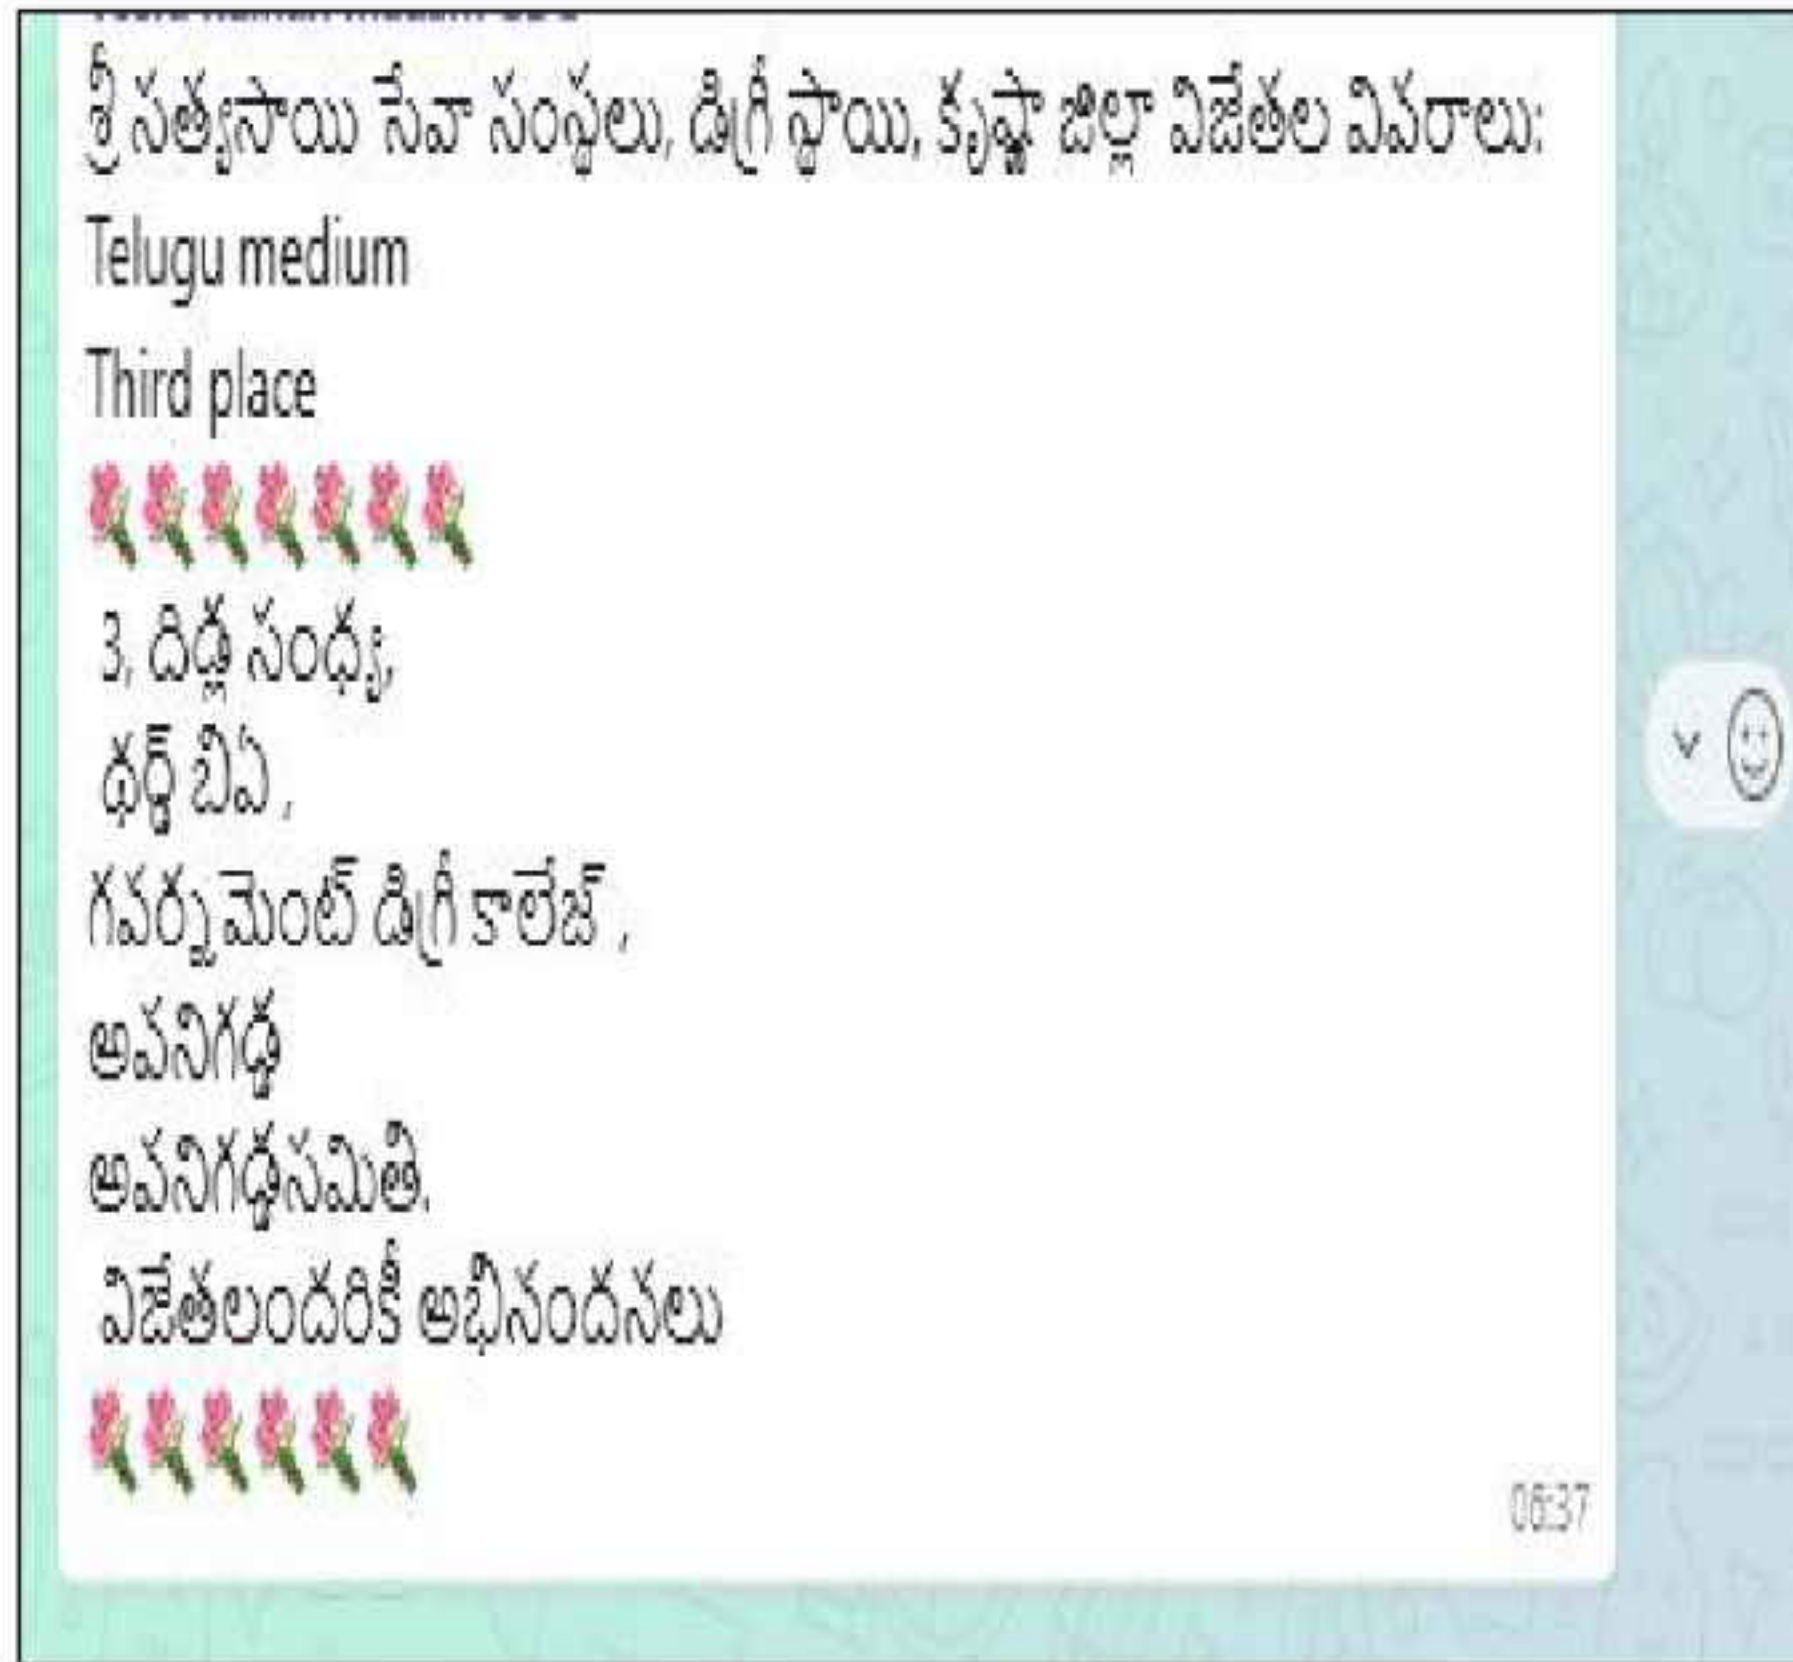 శ్రీ సత్యసాయి సేవా సంస్థలు, డిగ్రీ స్థాయి, కృష్ణా జిల్లా విజేతల వివరాలు:
Telugu medium
Third place
💐💐💐💐💐💐💐
3, దిడ్ల సంధ్య,
థర్డ్ బిఏ ,
గవర్నమెంట్ డిగ్రీ కాలేజ్ ,
అవనిగడ్డ
అవనిగడ్డసమితి.
విజేతలందరికీ అభినందనలు
💐💐💐💐💐💐
06:37